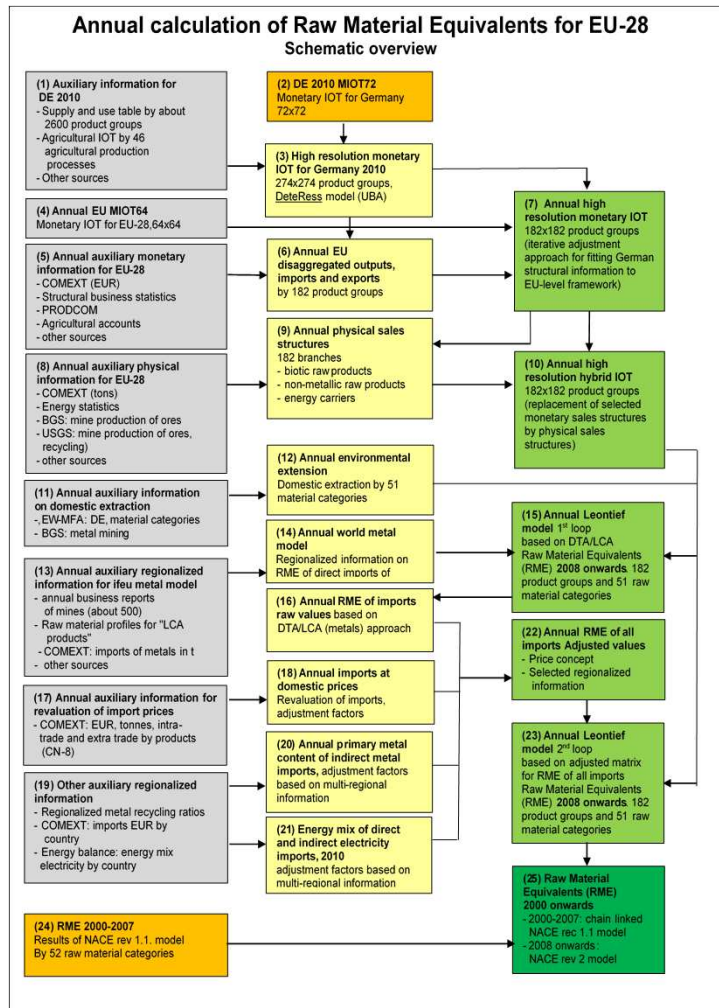 Annual calculation of Raw Material Equivalents for EU-28
Schematic overview
(1) Auxiliary information for
DE 2010
- Supply and use table by about
2600 product groups
- Agricultural IOT by 46
agricultural production
processes
- Other sources
(2) DE 2010 MIOT72
Monetary IOT for Germany
72x72
(3) High resolution monetary
IOT for Germany 2010
274x274 product groups,
DeteRess model (UBA)
(4) Annual EU MIOT64
Monetary IOT for EU-28,64x64
(5) Annual auxiliary monetary
information for EU-28
- COMEXT (EUR)
- Structural business statistics
- PRODCOM
- Agricultural accounts
- other sources
(6) Annual EU
disaggregated outputs,
imports and exports
by 182 product groups
(7) Annual high
resolution monetary IOT
182x182 product groups
(iterative adjustment
approach for fitting German
structural information to
EU-level framework)
(8) Annual auxiliary physical
information for EU-28
- COMEXT (tons)
- Energy statistics
- BGS: mine production of ores
- USGS: mine production of ores,
recycling)
- other sources
(9) Annual physical sales
structures
182 branches
- biotic raw products
- non-metallic raw products
- energy carriers
(10) Annual high
resolution hybrid IOT
182x182 product groups
(replacement of selected
monetary sales structures
by physical sales
structures)
(11) Annual auxiliary information
on domestic extraction
-,EW-MFA: DE, material categories
- BGS: metal mining
(12) Annual environmental
extension
Domestic extraction by 51
material categories
(13) Annual auxiliary regionalized
information for ifeu metal model
- annual business reports
of mines (about 500)
- Raw material profiles for "LCA
products"
- COMEXT: imports of metals in t
- other sources
(14) Annual world metal
model
Regionalized information on
RME of direct imports of
(15) Annual Leontief
model 1st loop
based on DTA/LCA
Raw Material Equivalents
(RME) 2008 onwards. 182
product groups and 51 raw
material categories
(16) Annual RME of imports
raw values based on
DTA/LCA (metals) approach
(17) Annual auxiliary information for
revaluation of import prices
- COMEXT: EUR, tonnes, intra-
trade and extra trade by products
(CN-8)
(18) Annual imports at
domestic prices
Revaluation of imports,
adjustment factors
(19) Other auxiliary regionalized
information
- Regionalized metal recycling ratios
- COMEXT: imports EUR by
country
- Energy balance: energy mix
electricity by country
(20) Annual primary metal
content of indirect metal
imports, adjustment factors
based on multi-regional
information
(21) Energy mix of direct
and indirect electricity
imports, 2010
adjustment factors based on
multi-regional information
(22) Annual RME of all
imports Adjusted values
- Price concept
- Selected regionalized
information
(23) Annual Leontief
model 2nd loop
based on adjusted matrix
for RME of all imports
Raw Material Equivalents
(RME) 2008 onwards. 182
product groups and 51 raw
material categories
(24) RME 2000-2007
Results of NACE rev 1.1. model
By 52 raw material categories
(25) Raw Material
Equivalents (RME)
2000 onwards
- 2000-2007: chain linked
NACE rec 1.1 model
- 2008 onwards:
NACE rev 2 model